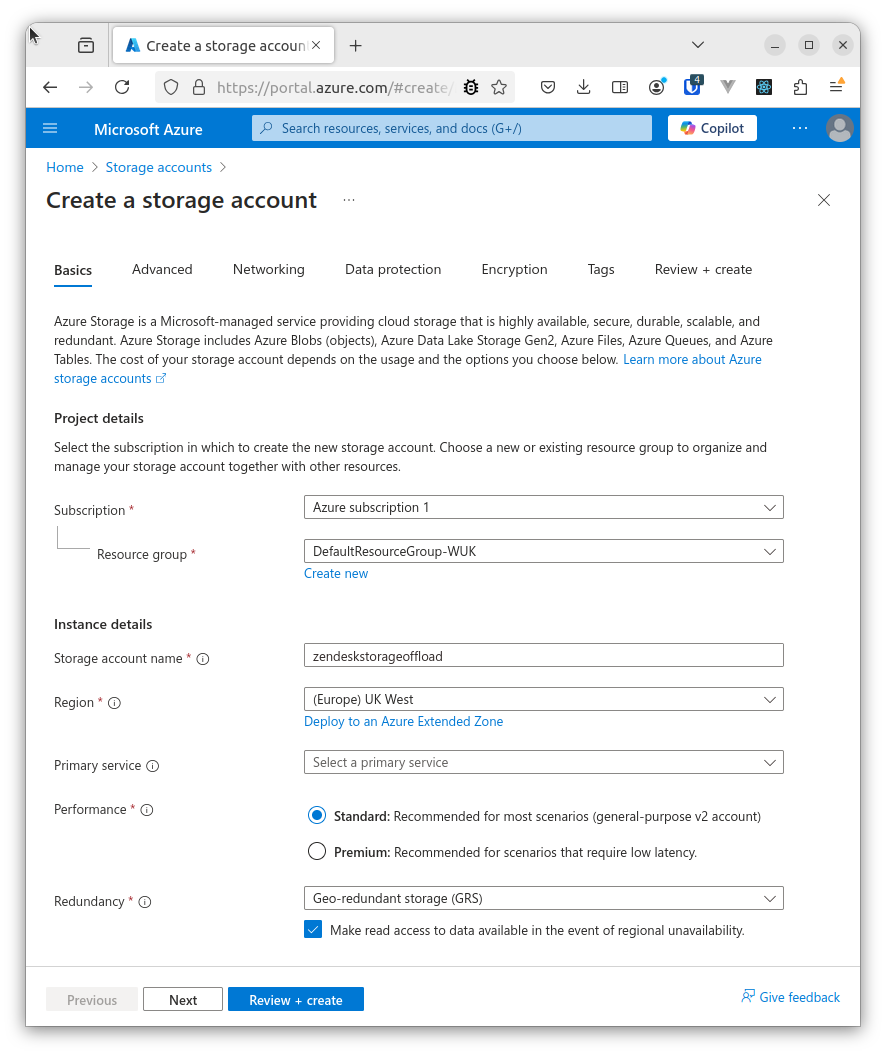 Create a storage accoun
https://portal.azure.com/#create/
4
Microsoft Azure
Search resources, services, and docs (G+/)
Copilot
Home > Storage accounts >
Create a storage account
Basics Advanced Networking Data protection Encryption Tags Review + create
Azure Storage is a Microsoft-managed service providing cloud storage that is highly available, secure, durable, scalable, and
redundant. Azure Storage includes Azure Blobs (objects), Azure Data Lake Storage Gen2, Azure Files, Azure Queues, and Azure
Tables. The cost of your storage account depends on the usage and the options you choose below. Learn more about Azure
storage accounts
Project details
Select the subscription in which to create the new storage account. Choose a new or existing resource group to organize and
manage your storage account together with other resources.
Subscription *
Azure subscription 1
Resource group *
DefaultResourceGroup-WUK
Create new
Instance details
Storage account name *
zendeskstorageoffload
Region *
(Europe) UK West
Deploy to an Azure Extended Zone
Primary service
Select a primary service
Performance *
Standard: Recommended for most scenarios (general-purpose v2 account)
Premium: Recommended for scenarios that require low latency.
Redundancy *
Geo-redundant storage (GRS)
Make read access to data available in the event of regional unavailability.
Previous
Next
Review + create
Give feedback